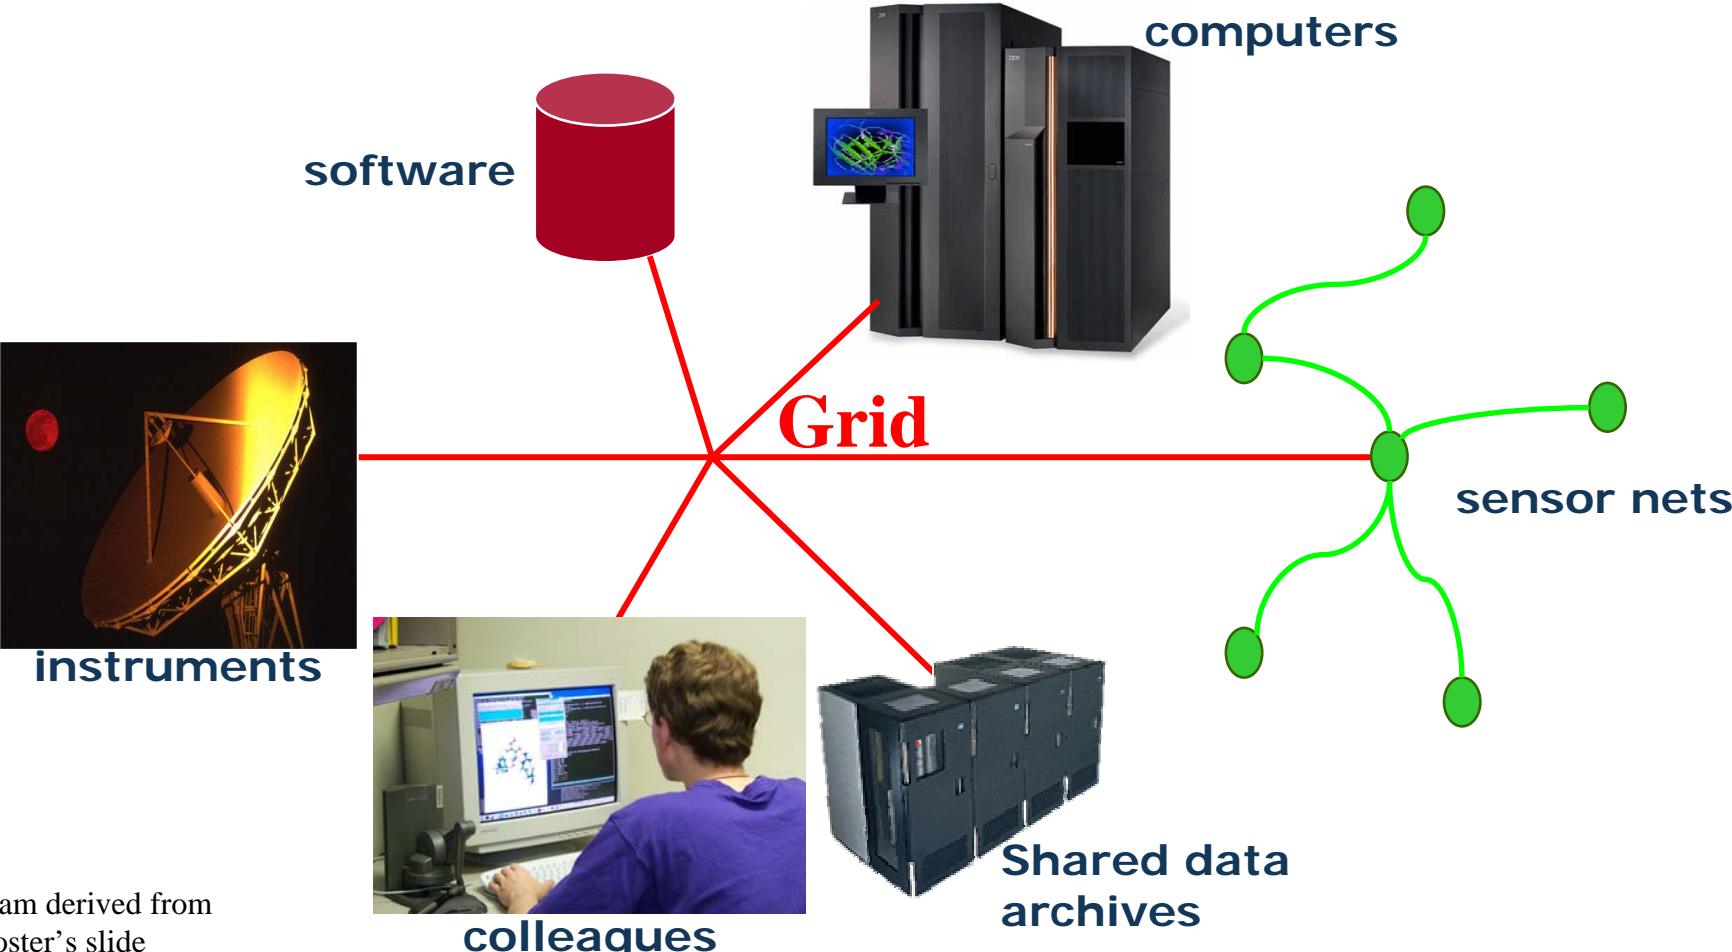 computers
software
Grid
sensor nets
instruments
Shared data
archives
am derived from
oster's slide
colleagues